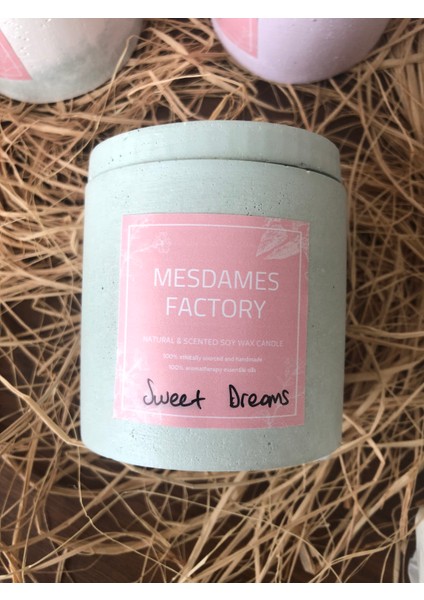 MESDAMES
FACTORY
NATURAL & SCENTED SOY WAX CANDLE
100% ethically sourced and handmade
100% aromatherapy essential oils
Sweet Dreams